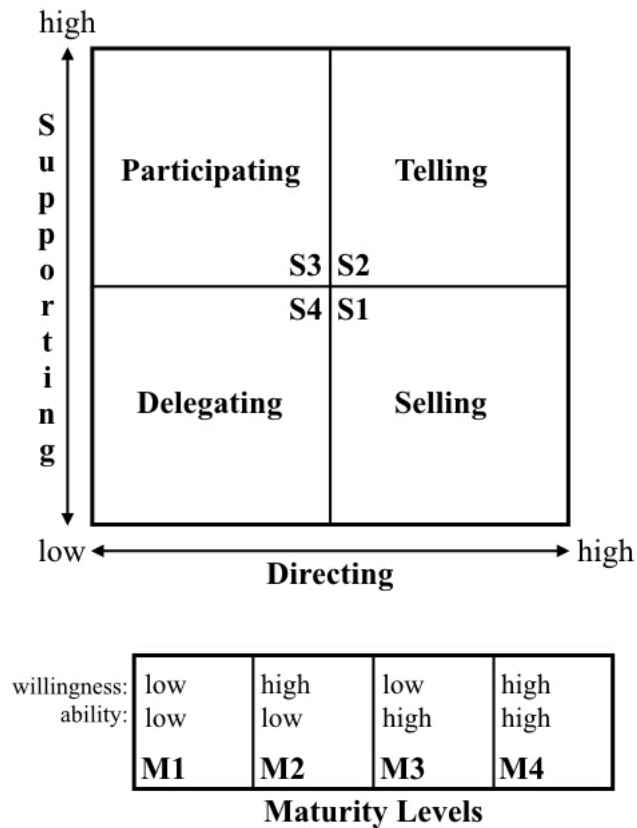 high
Supporting
Participating Telling
S3 S2
S4 S1
Delegating Selling
low high
Directing
willingness: low high low high
ability: low low high high
M1 M2 M3 M4
Maturity Levels